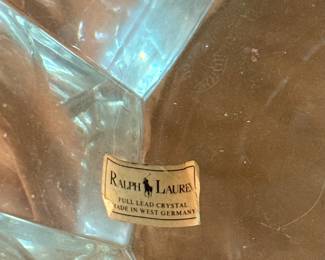 RALPH LAUREN
FULL LEAD CRYSTAL
MADE IN WEST GERMANY